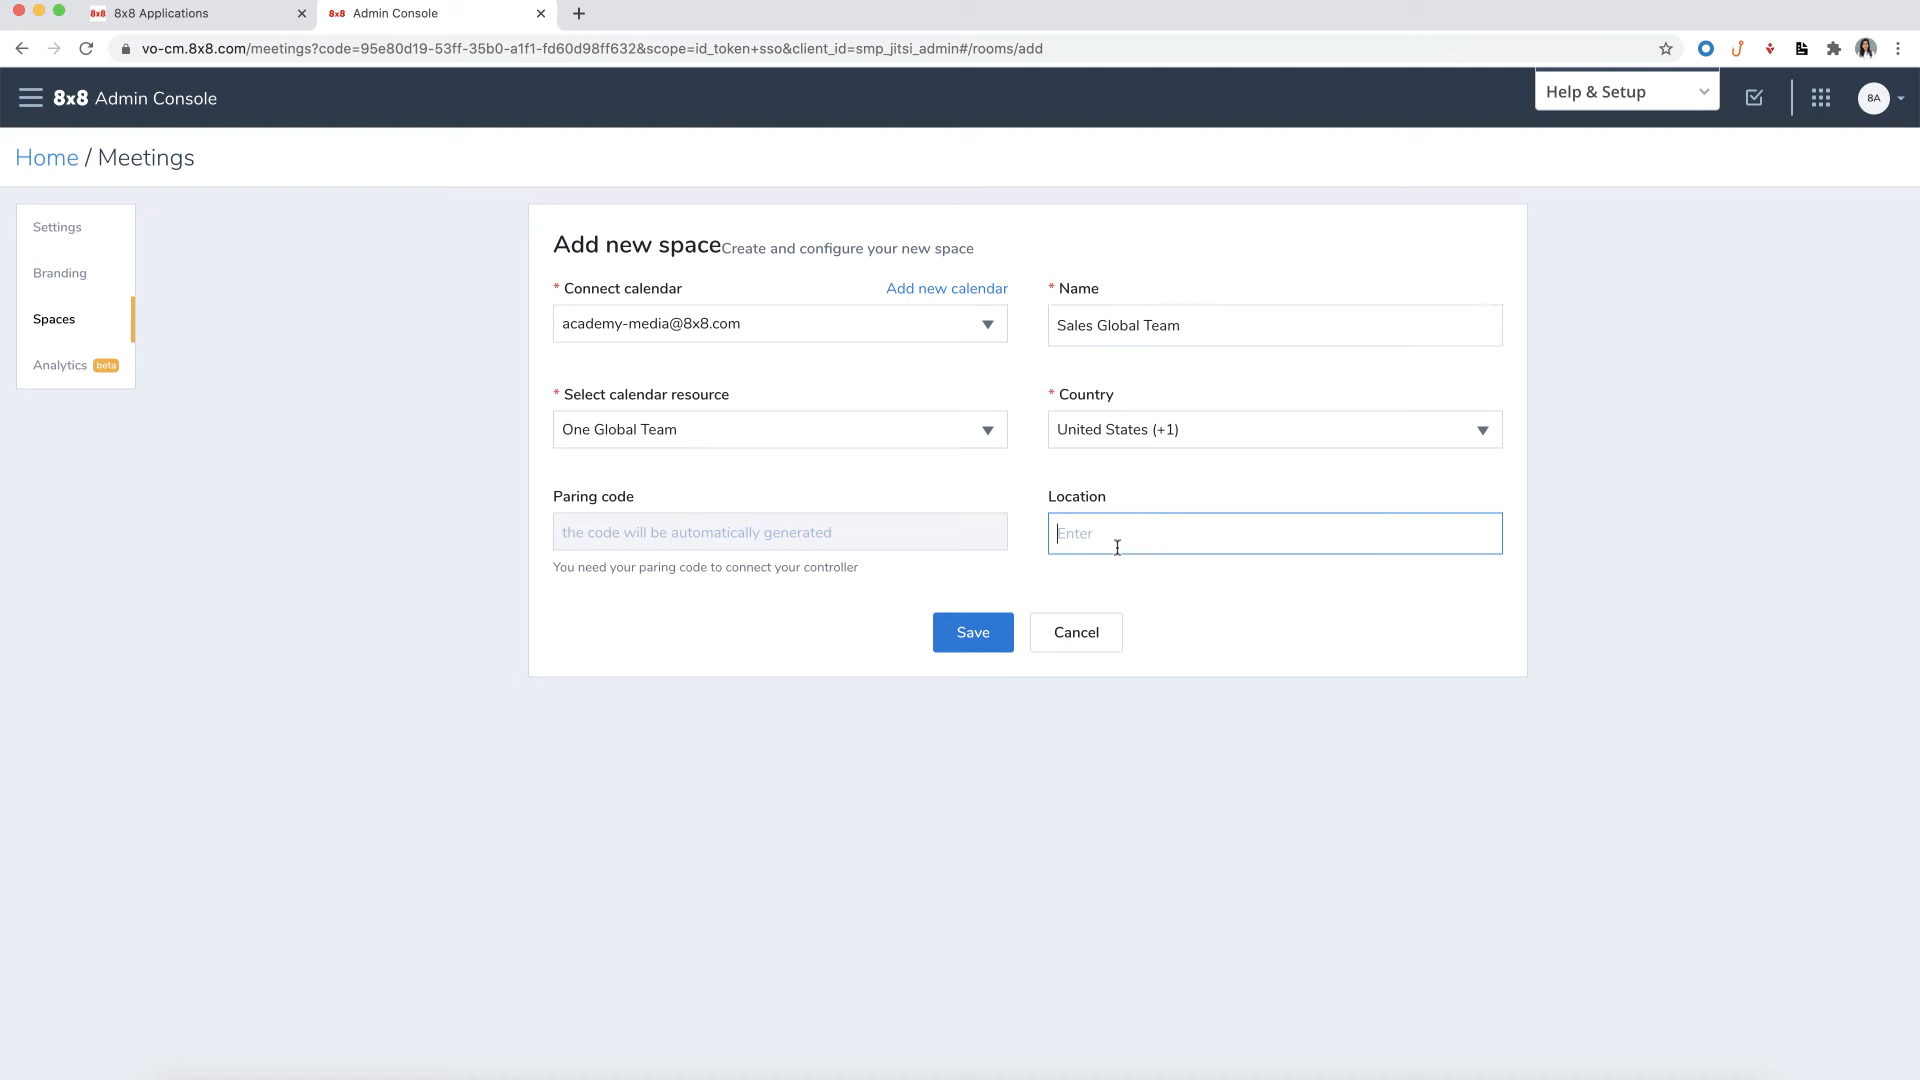 8x8 8x8 Applications
8x8 Admin Console
vo-cm.8x8.com/meetings?code=95e80d19-53ff-35b0-a1f1-fd60d98ff632&scope=id_token+sso&client_id=smp_jitsi_admin#/rooms/add
8x8 Admin Console
Help & Setup
8A
Home / Meetings
Settings
Branding
Spaces
Analytics beta
Add new space Create and configure your new space
* Connect calendar Add new calendar
academy-media@8x8.com
* Name
Sales Global Team
* Select calendar resource
One Global Team
* Country
United States (+1)
Paring code
the code will be automatically generated
You need your paring code to connect your controller
Location
Enter
Save Cancel